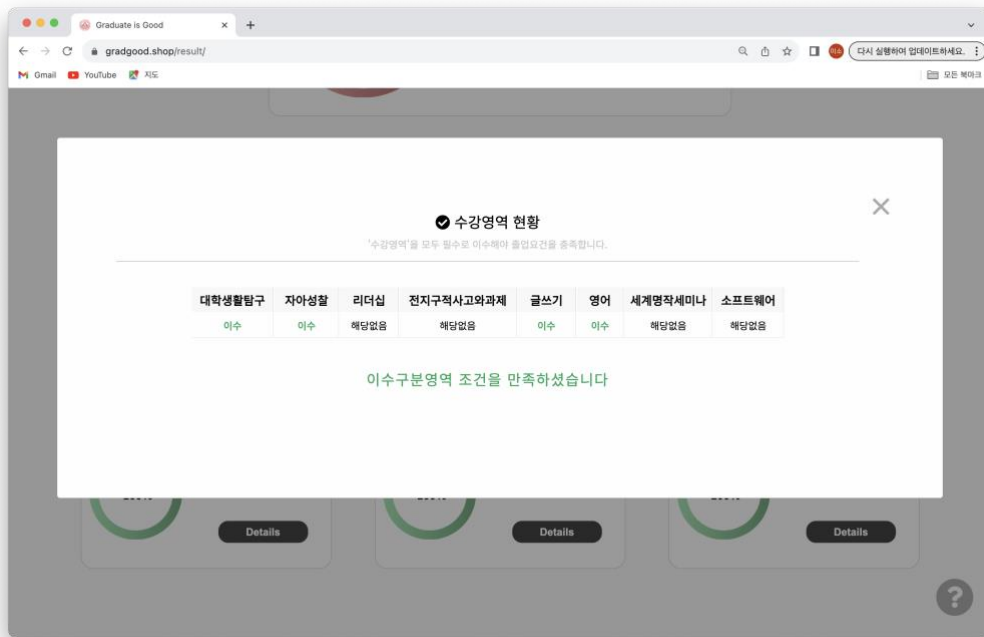 Graduate is Good
gradgood.shop/result/
이소
다시 실행하여 업데이트하세요.
Gmail YouTube 지도
모든 북마크
수강영역 현황
'수강영역'을 모두 필수로 이수해야 졸업요건을 충족합니다.
대학생활탐구 자아성찰 리더십 전지구적사고와과제 글쓰기 영어 세계명작세미나 소프트웨어
이수 이수 해당없음 해당없음 이수 이수 해당없음 해당없음
이수구분영역 조건을 만족하셨습니다
Details Details Details
?